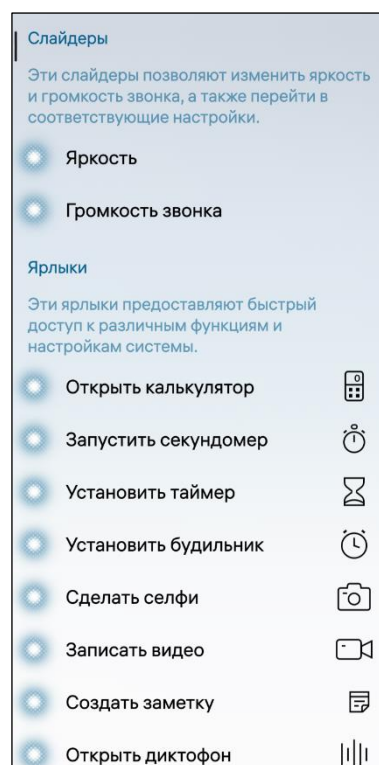 Слайдеры
Эти слайдеры позволяют изменить яркость
и громкость звонка, а также перейти в
соответствующие настройки.
Яркость
Громкость звонка
Ярлыки
Эти ярлыки предоставляют быстрый
доступ к различным функциям и
настройкам системы.
Открыть калькулятор
Запустить секундомер
Установить таймер
Установить будильник
Сделать селфи
Записать видео
Создать заметку
Открыть диктофон